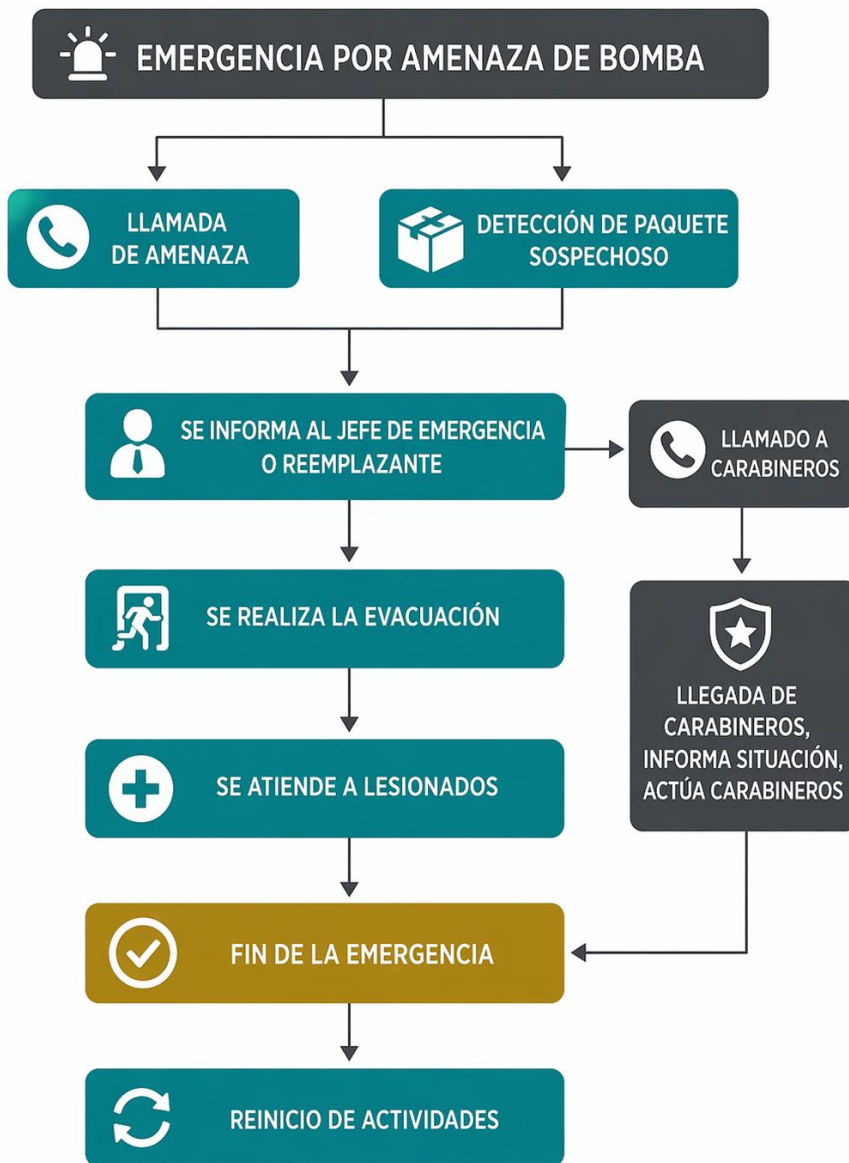 EMERGENCIA POR AMENAZA DE BOMBA
LLAMADA
DE AMENAZA
DETECCIÓN DE PAQUETE
SOSPECHOSO
SE INFORMA AL JEFE DE EMERGENCIA
O REEMPLAZANTE
LLAMADO A
CARABINEROS
SE REALIZA LA EVACUACIÓN
LLEGADA DE
CARABINEROS,
INFORMA SITUACIÓN,
ACTÚA CARABINEROS
SE ATIENDE A LESIONADOS
FIN DE LA EMERGENCIA
REINICIO DE ACTIVIDADES